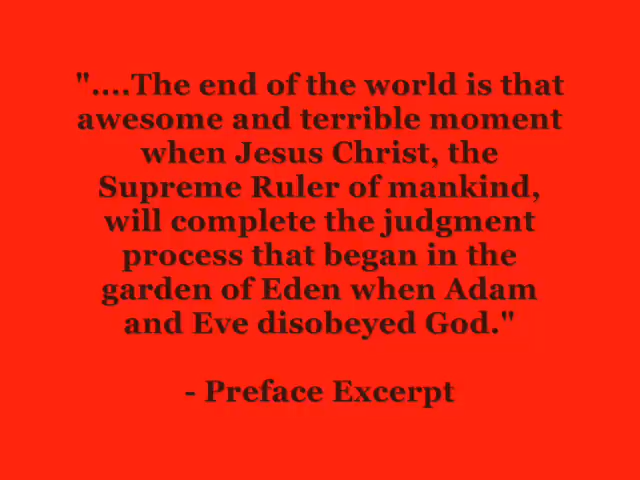 "....The end of the world is that
awesome and terrible moment
when Jesus Christ, the
Supreme Ruler of mankind,
will complete the judgment
process that began in the
garden of Eden when Adam
and Eve disobeyed God."
- Preface Excerpt